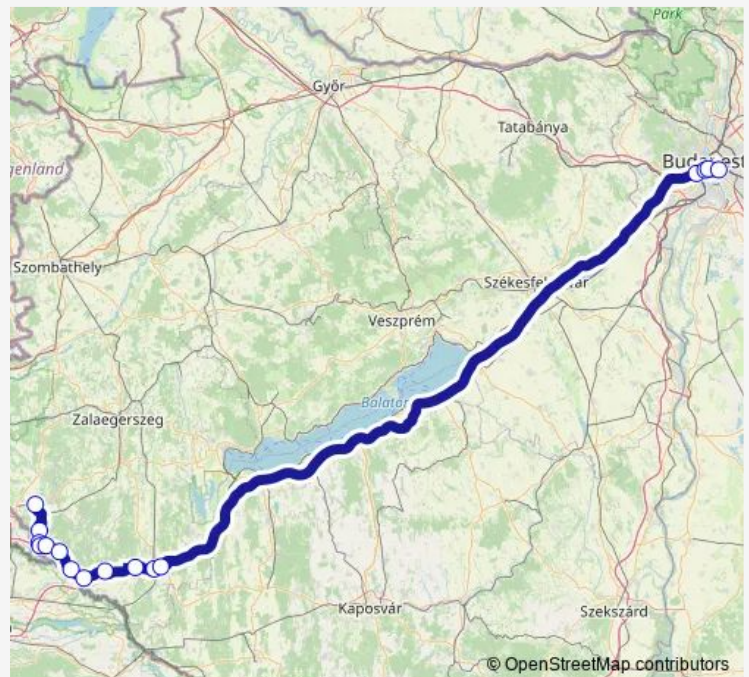 Park
Győr
Tatabánya
genland
Budapest
Szombathely
Székesfehérvár
Veszprém
Balaton
Zalaegerszeg
Kaposvár
Szekszárd
© OpenStreetMap contributors